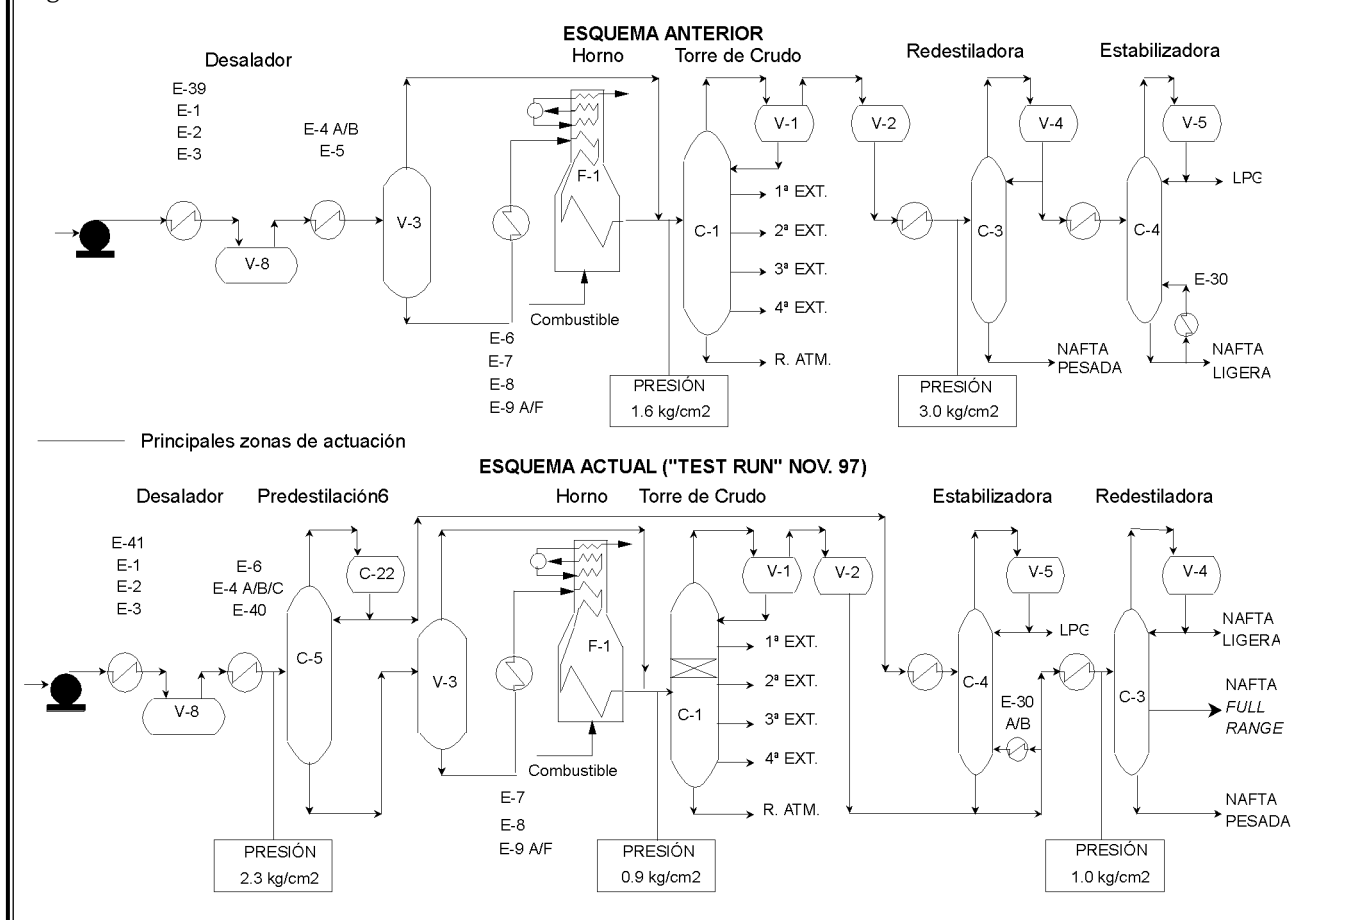 ESQUEMA ANTERIOR
Desalador
Horno
Torre de Crudo
Redestiladora
Estabilizadora
E-39
E-1
E-2
E-3
E-4 A/B
E-5
V-8
V-3
F-1
Combustible
E-6
E-7
E-8
E-9 A/F
C-1
V-1
V-2
1ª EXT.
2ª EXT.
3ª EXT.
4ª EXT.
R. ATM.
PRESIÓN
1.6 kg/cm2
V-4
C-3
NAFTA
PESADA
PRESIÓN
3.0 kg/cm2
V-5
LPG
C-4
E-30
NAFTA
LIGERA
Principales zonas de actuación
ESQUEMA ACTUAL ("TEST RUN" NOV. 97)
Desalador
Predestilación6
Horno
Torre de Crudo
Estabilizadora
Redestiladora
E-41
E-1
E-2
E-3
E-6
E-4 A/B/C
E-40
V-8
C-5
C-22
V-3
F-1
Combustible
E-7
E-8
E-9 A/F
PRESIÓN
2.3 kg/cm2
C-1
V-1
V-2
1ª EXT.
2ª EXT.
3ª EXT.
4ª EXT.
R. ATM.
PRESIÓN
0.9 kg/cm2
V-5
LPG
C-4
E-30
A/B
V-4
C-3
NAFTA
LIGERA
NAFTA
FULL
RANGE
NAFTA
PESADA
PRESIÓN
1.0 kg/cm2